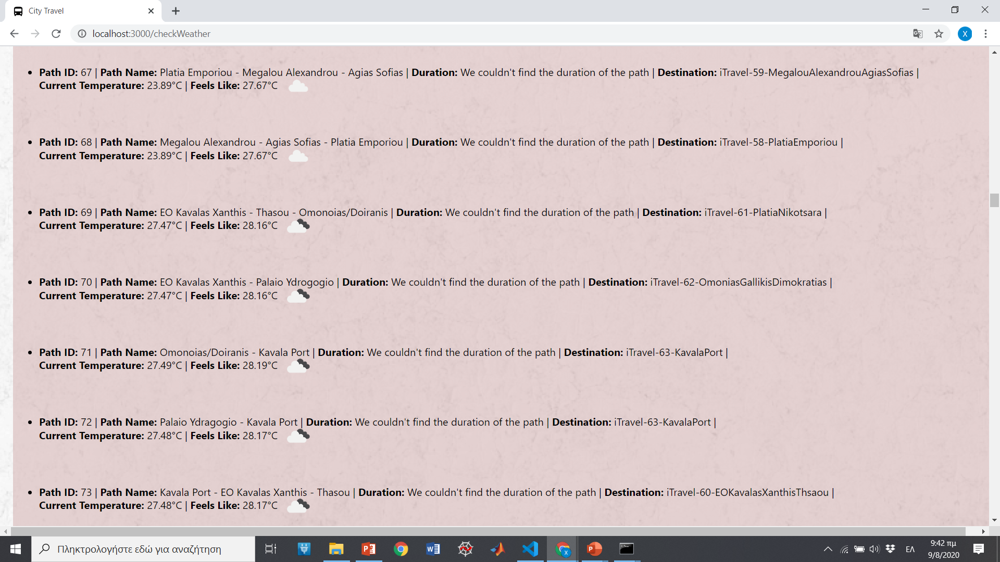 City Travel
localhost:3000/checkWeather
X
Path ID: 67 | Path Name: Platia Emporiou - Megalou Alexandrou - Agias Sofias | Duration: We couldn't find the duration of the path | Destination: iTravel-59-MegalouAlexandrouAgiasSofias |
Current Temperature: 23.89°C | Feels Like: 27.67°C
Path ID: 68 | Path Name: Megalou Alexandrou - Agias Sofias - Platia Emporiou | Duration: We couldn't find the duration of the path | Destination: iTravel-58-PlatiaEmporiou |
Current Temperature: 23.89°C | Feels Like: 27.67°C
Path ID: 69 | Path Name: EO Kavalas Xanthis - Thasou - Omonoias/Doiranis | Duration: We couldn't find the duration of the path | Destination: iTravel-61-PlatiaNikotsara |
Current Temperature: 27.47°C | Feels Like: 28.16°C
Path ID: 70 | Path Name: EO Kavalas Xanthis - Palaio Ydrogogio | Duration: We couldn't find the duration of the path | Destination: iTravel-62-OmoniasGallikisDimokratias |
Current Temperature: 27.47°C | Feels Like: 28.16°C
Path ID: 71 | Path Name: Omonoias/Doiranis - Kavala Port | Duration: We couldn't find the duration of the path | Destination: iTravel-63-KavalaPort |
Current Temperature: 27.49°C | Feels Like: 28.19°C
Path ID: 72 | Path Name: Palaio Ydragogio - Kavala Port | Duration: We couldn't find the duration of the path | Destination: iTravel-63-KavalaPort |
Current Temperature: 27.48°C | Feels Like: 28.17°C
Path ID: 73 | Path Name: Kavala Port - EO Kavalas Xanthis - Thasou | Duration: We couldn't find the duration of the path | Destination: iTravel-60-EOKavalasXanthisThsaou |
Current Temperature: 27.48°C | Feels Like: 28.17°C
Πληκτρολογήστε εδώ για αναζήτηση
ΕΛ
9:42 πμ
9/8/2020